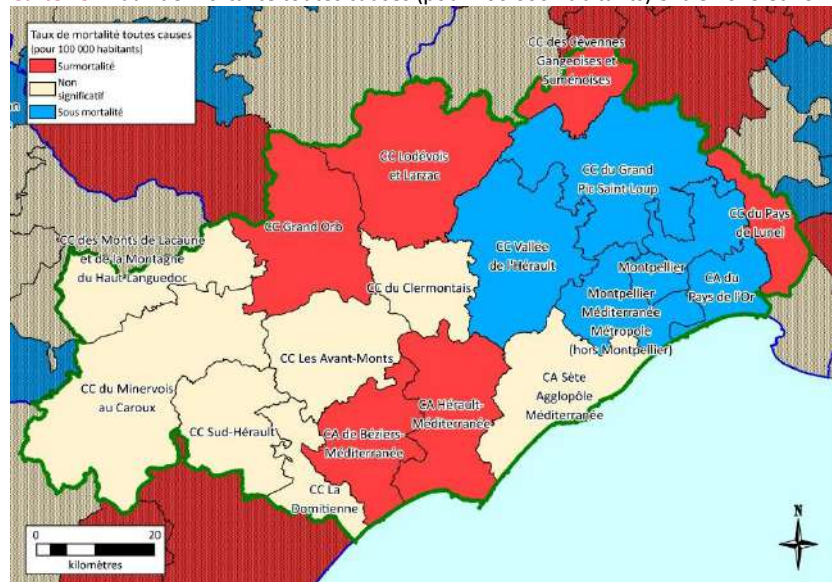 Taux de mortalité toutes causes
(pour 100 000 habitants)
Surmortalité
Non
significatif
Sous mortalité
CC des Cévennes
Gangeoises et
Suménoises
CC Lodévois
et Larzac
CC du Grand
Pic Saint-Loup
CC du Pays
de Lunel
CC Grand Orb
CC des Monts de Lacaune
et de la Montagne
du Haut Languedoc
CC Vallée
de l'Hérault
Montpellier
CC du Clermontais
CA du
Pays de l'Or
Montpellier
Méditerranée
Métropole
(hors Montpellier)
CC Les Avant-Monts
CC du Minervois
au Caroux
CA Sète
Agglopôle
Méditerranée
CA Hérault-
Méditerranée
CC Sud-Hérault
CA de Béziers-
Méditerranée
CC La
Domitienne
N
0 20
kilomètres